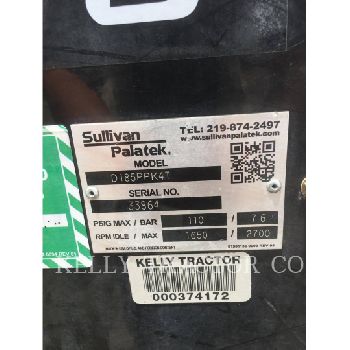 Sullivan
Palatek®
TEL: 219-874-2497
www.sullivanpalatek.com
MODEL
D185PPK4T
SERIAL NO.
33864
PSIG MAX / BAR 110 / 7.6
RPM IDLE / MAX 1650 / 2700
KELLY TRACTOR CO
KELLY TRACTOR
000374172